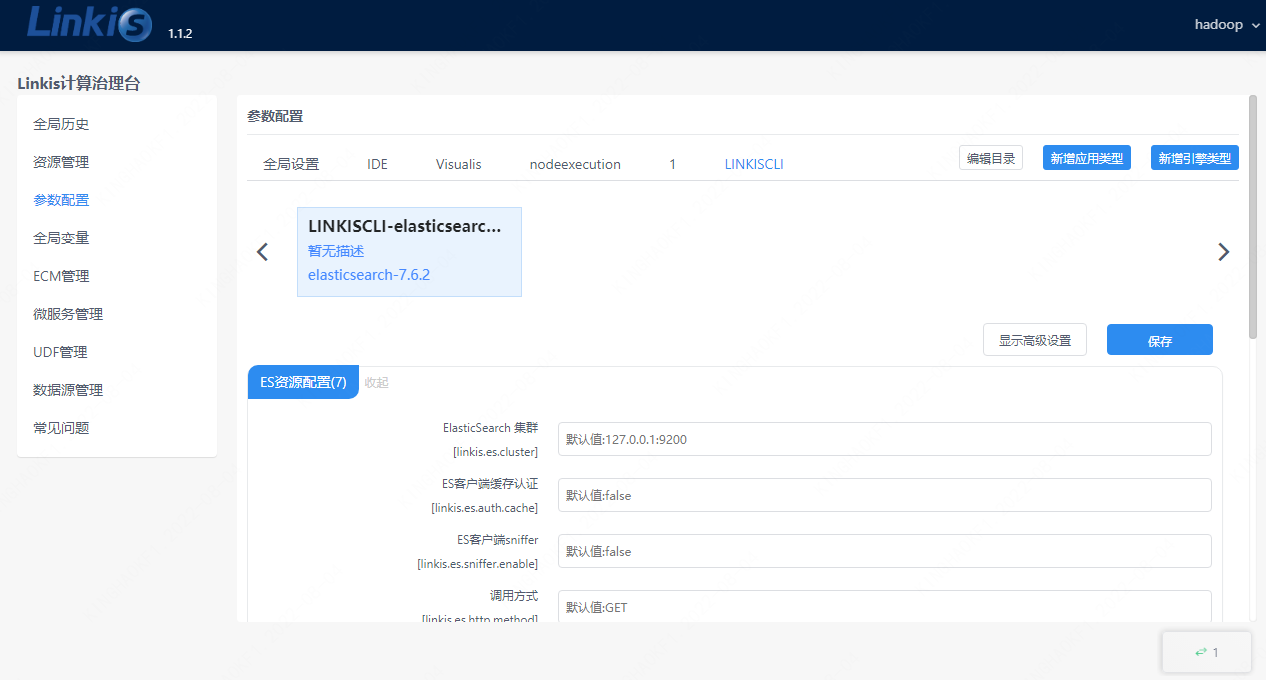 Linkis 1.1.2
hadoop
Linkis计算治理台
全局历史
资源管理
参数配置
全局变量
ECM管理
微服务管理
UDF管理
数据源管理
常见问题
参数配置
全局设置 IDE Visualis nodeexecution 1 LINKISCLI
编辑目录 新增应用类型 新增引擎类型
LINKISCLI-elasticsearc...
暂无描述
elasticsearch-7.6.2
显示高级设置 保存
ES资源配置(7) 收起
ElasticSearch 集群
[linkis.es.cluster]
默认值:127.0.0.1:9200
ES客户端缓存认证
[linkis.es.auth.cache]
默认值:false
ES客户端sniffer
[linkis.es.sniffer.enable]
默认值:false
调用方式
[linkis.es.http.method]
默认值:GET
1